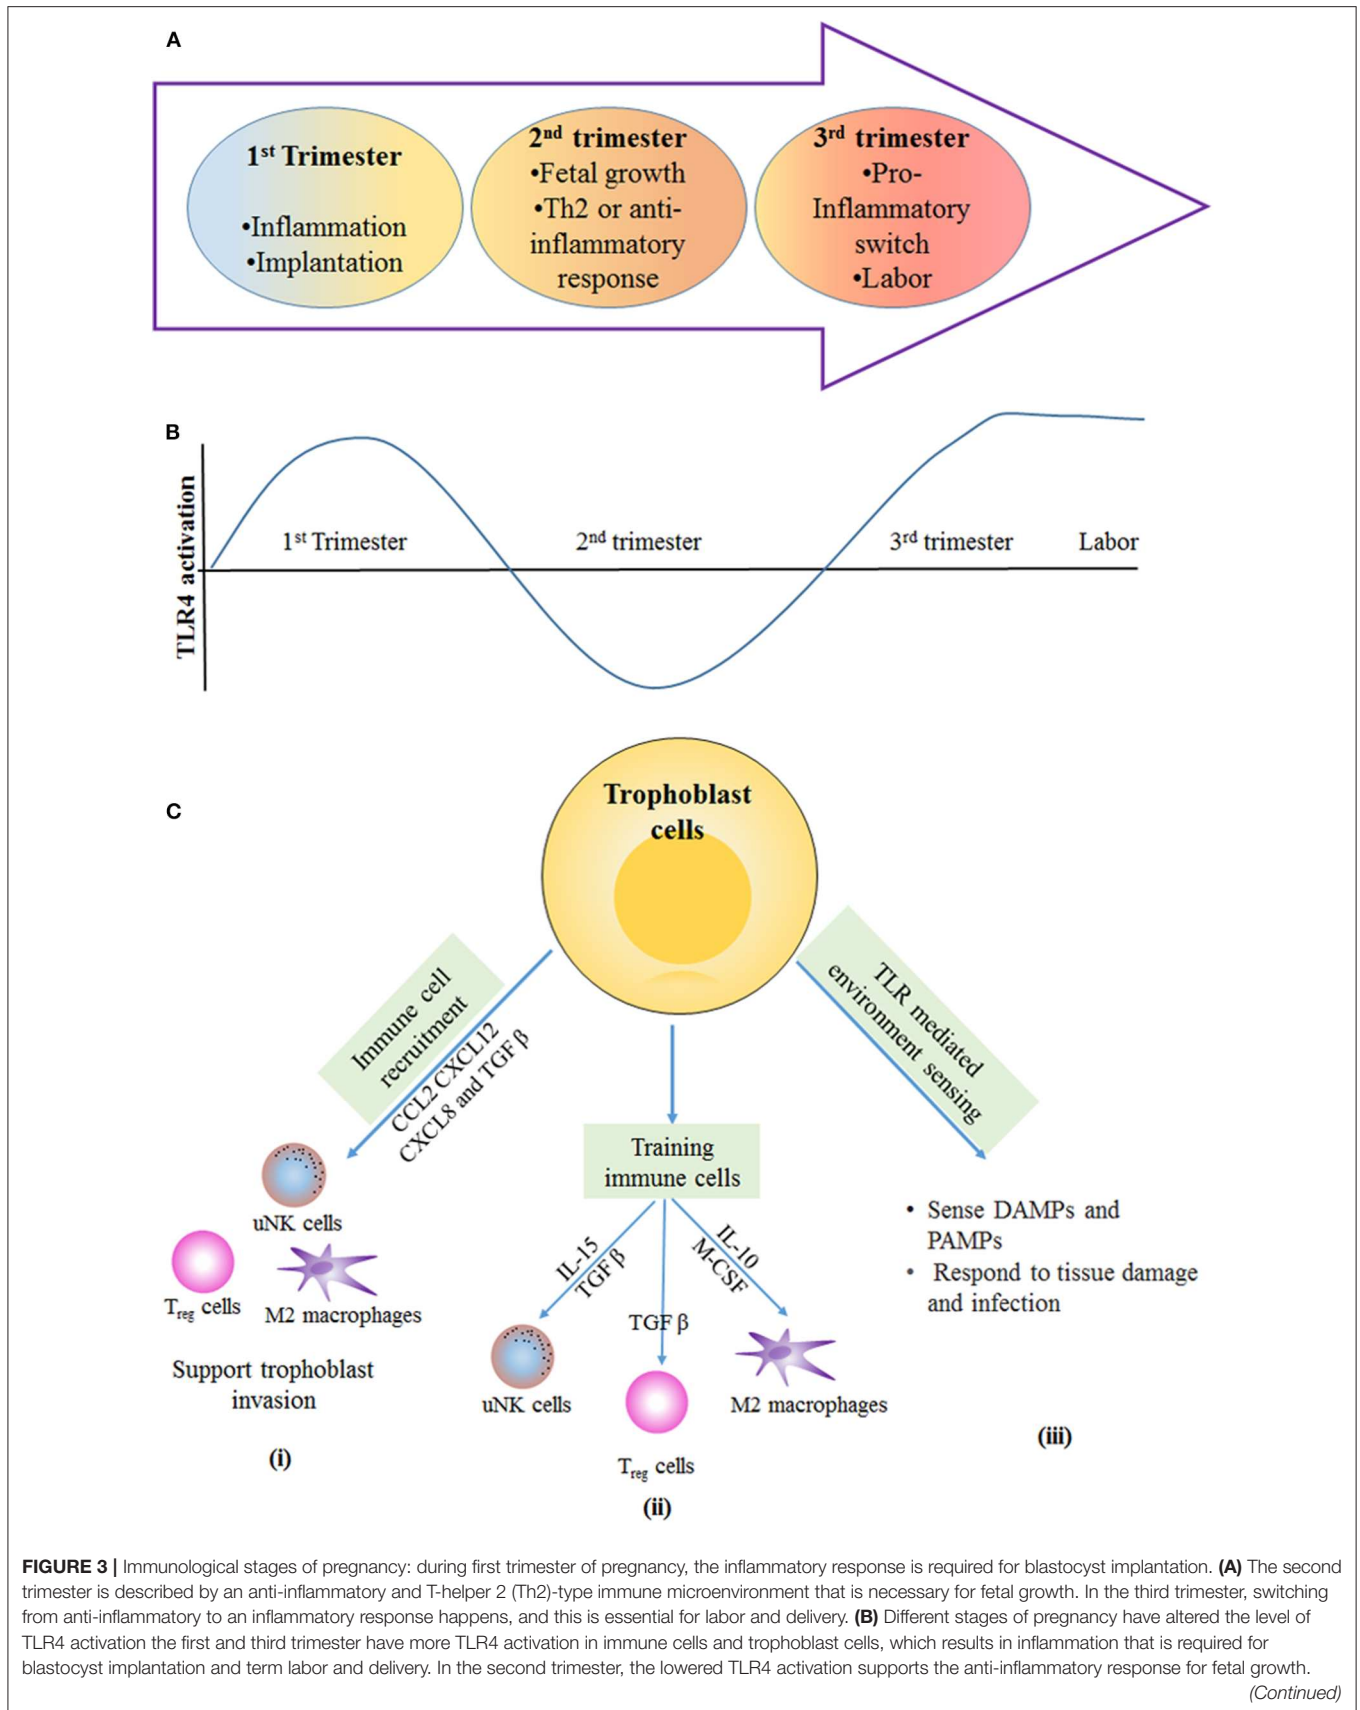 A
1st Trimester
•Inflammation
•Implantation
2nd trimester
•Fetal growth
•Th2 or anti-
inflammatory
response
3rd trimester
•Pro-
Inflammatory
switch
•Labor
B
TLR4 activation
1st Trimester
2nd trimester
3rd trimester
Labor
C
Trophoblast
cells
Immune cell
recruitment
CCL2 CXCL12
CXCL8 and TGF β
uNK cells
Treg cells
M2 macrophages
Support trophoblast
invasion
(i)
Training
immune cells
IL-15
TGF β
TGF β
IL-10
M-CSF
uNK cells
Treg cells
M2 macrophages
(ii)
TLR mediated
environment sensing
• Sense DAMPs and
PAMPs
• Respond to tissue damage
and infection
(iii)
FIGURE 3 | Immunological stages of pregnancy: during first trimester of pregnancy, the inflammatory response is required for blastocyst implantation. (A) The second
trimester is described by an anti-inflammatory and T-helper 2 (Th2)-type immune microenvironment that is necessary for fetal growth. In the third trimester, switching
from anti-inflammatory to an inflammatory response happens, and this is essential for labor and delivery. (B) Different stages of pregnancy have altered the level of
TLR4 activation the first and third trimester have more TLR4 activation in immune cells and trophoblast cells, which results in inflammation that is required for
blastocyst implantation and term labor and delivery. In the second trimester, the lowered TLR4 activation supports the anti-inflammatory response for fetal growth.
(Continued)